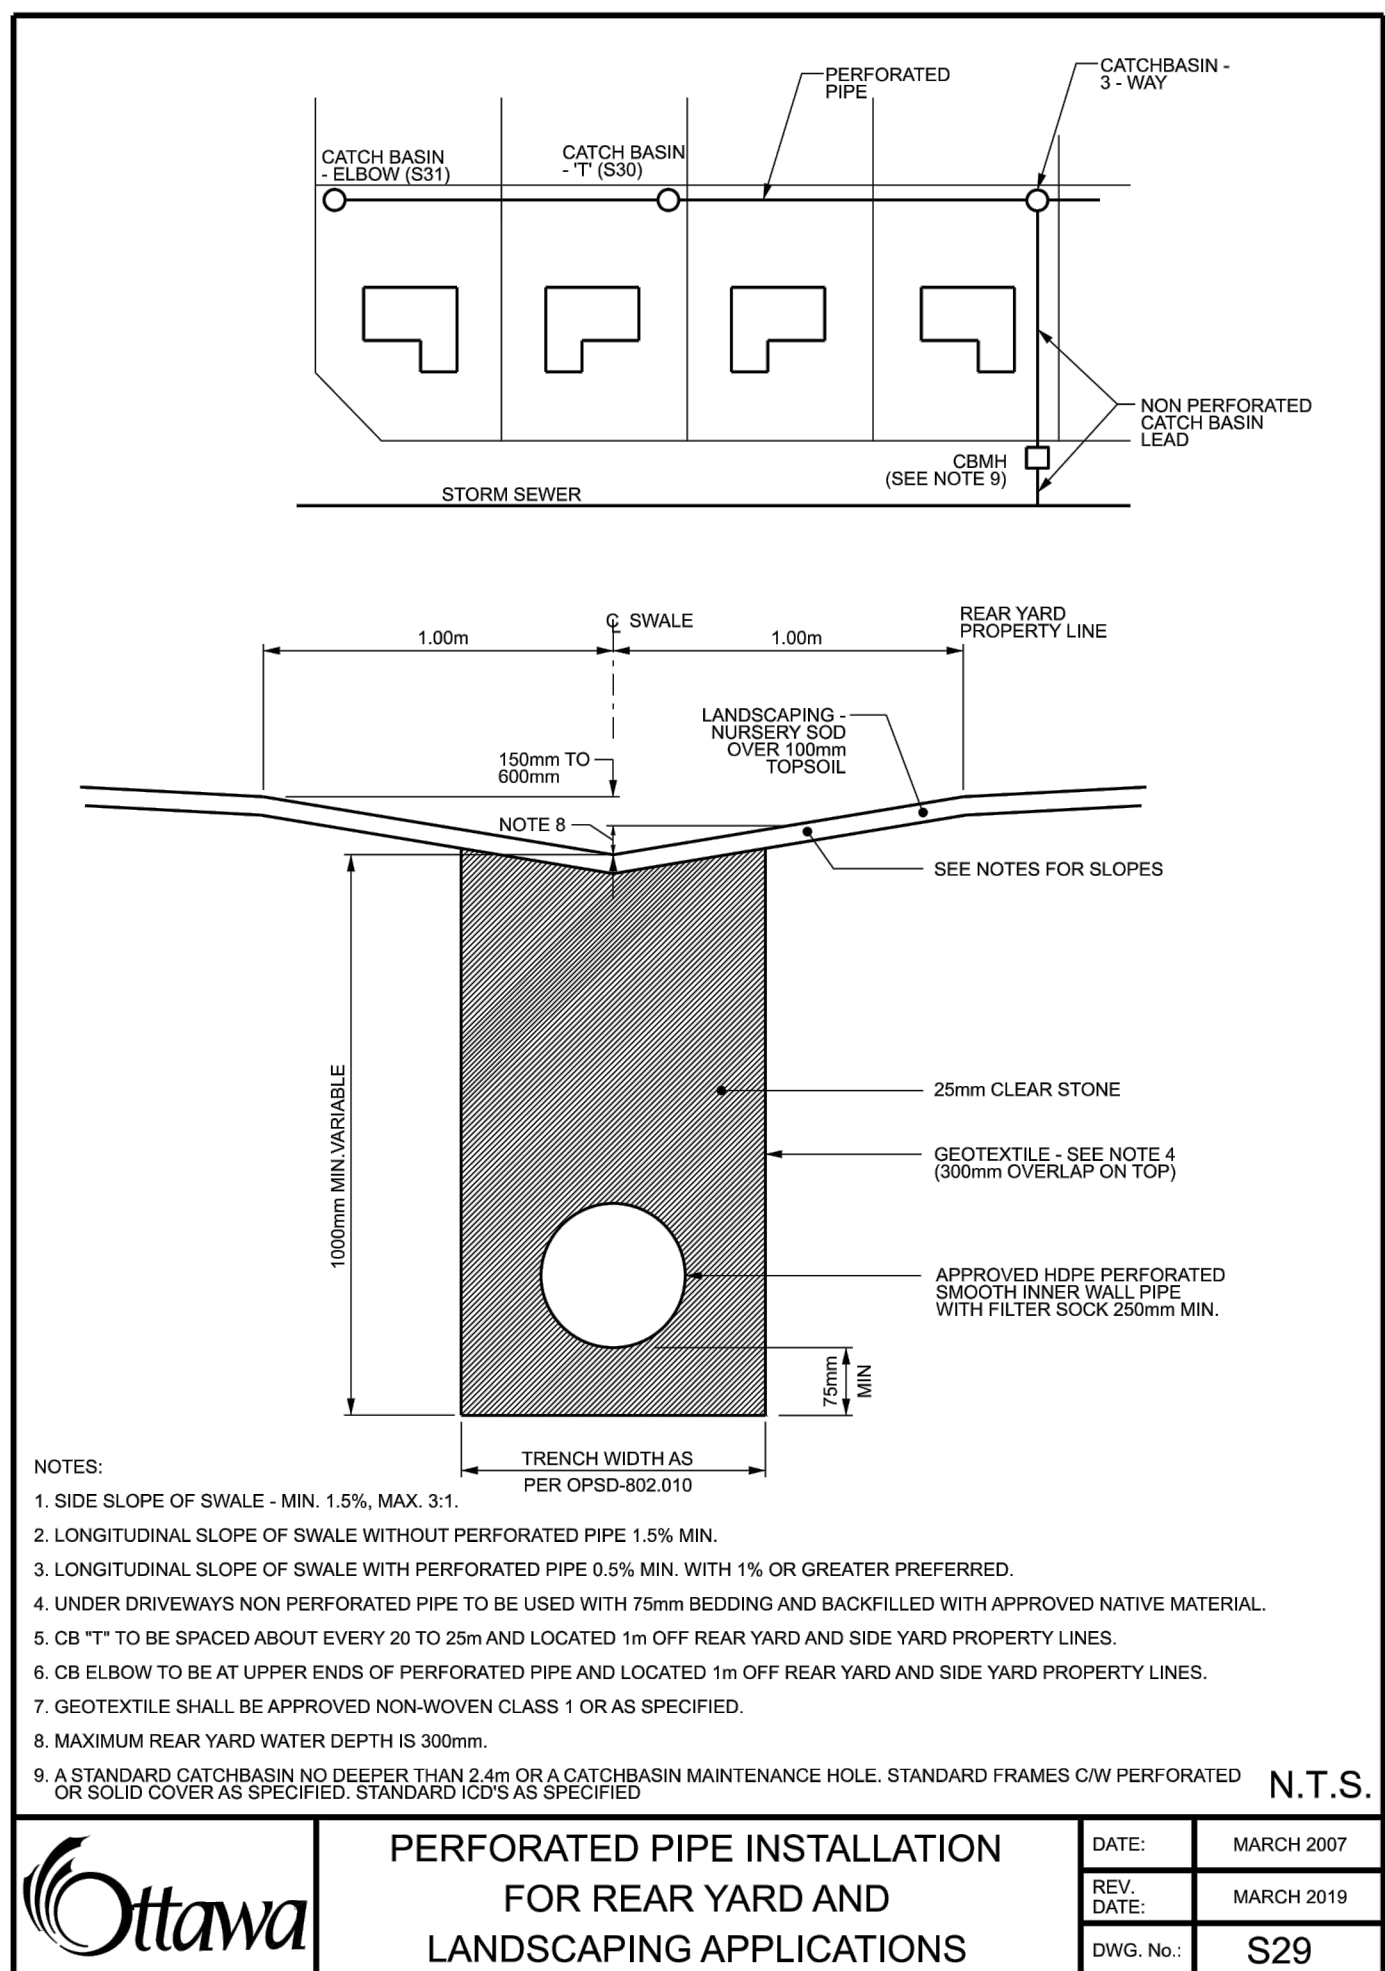 PERFORATED
PIPE
CATCHBASIN -
3 - WAY
CATCH BASIN
- ELBOW (S31)
CATCH BASIN
- 'T' (S30)
NON PERFORATED
CATCH BASIN
LEAD
CBMH
(SEE NOTE 9)
STORM SEWER
℄ SWALE
REAR YARD
PROPERTY LINE
1.00m
1.00m
LANDSCAPING -
NURSERY SOD
OVER 100mm
TOPSOIL
150mm TO
600mm
NOTE 8
SEE NOTES FOR SLOPES
1000mm MIN.VARIABLE
25mm CLEAR STONE
GEOTEXTILE - SEE NOTE 4
(300mm OVERLAP ON TOP)
APPROVED HDPE PERFORATED
SMOOTH INNER WALL PIPE
WITH FILTER SOCK 250mm MIN.
75mm
MIN
TRENCH WIDTH AS
PER OPSD-802.010
NOTES:
1. SIDE SLOPE OF SWALE - MIN. 1.5%, MAX. 3:1.
2. LONGITUDINAL SLOPE OF SWALE WITHOUT PERFORATED PIPE 1.5% MIN.
3. LONGITUDINAL SLOPE OF SWALE WITH PERFORATED PIPE 0.5% MIN. WITH 1% OR GREATER PREFERRED.
4. UNDER DRIVEWAYS NON PERFORATED PIPE TO BE USED WITH 75mm BEDDING AND BACKFILLED WITH APPROVED NATIVE MATERIAL.
5. CB "T" TO BE SPACED ABOUT EVERY 20 TO 25m AND LOCATED 1m OFF REAR YARD AND SIDE YARD PROPERTY LINES.
6. CB ELBOW TO BE AT UPPER ENDS OF PERFORATED PIPE AND LOCATED 1m OFF REAR YARD AND SIDE YARD PROPERTY LINES.
7. GEOTEXTILE SHALL BE APPROVED NON-WOVEN CLASS 1 OR AS SPECIFIED.
8. MAXIMUM REAR YARD WATER DEPTH IS 300mm.
9. A STANDARD CATCHBASIN NO DEEPER THAN 2.4m OR A CATCHBASIN MAINTENANCE HOLE. STANDARD FRAMES C/W PERFORATED
OR SOLID COVER AS SPECIFIED. STANDARD ICD'S AS SPECIFIED
N.T.S.
Ottawa
PERFORATED PIPE INSTALLATION
FOR REAR YARD AND
LANDSCAPING APPLICATIONS
DATE: MARCH 2007
REV.
DATE: MARCH 2019
DWG. No.: S29